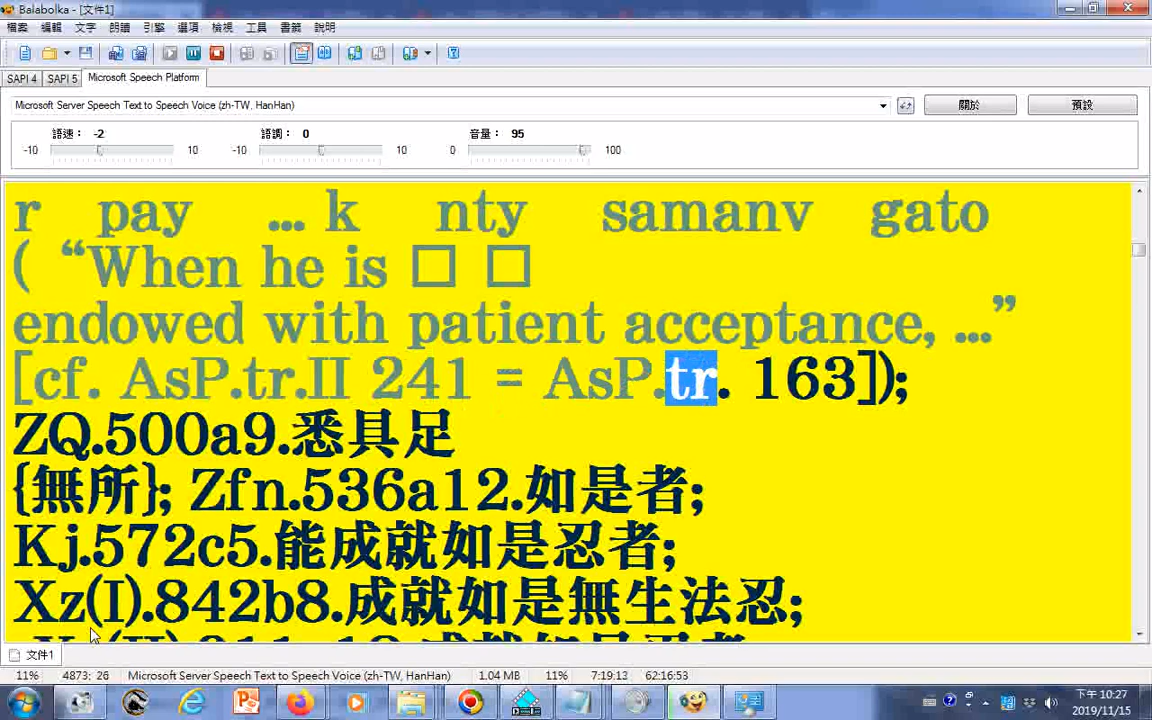 Balabolka - [文件1]
檔案 編輯 文字 朗讀 引擎 選項 檢視 工具 書籤 說明
SAPI 4 SAPI 5 Microsoft Speech Platform
Microsoft Server Speech Text to Speech Voice (zh-TW, HanHan) 關於 預設
語速： -2 語調： 0 音量： 95
-10 10 -10 10 0 100
r pay ... k nty samanv gato
( “When he is □ □
endowed with patient acceptance, ...”
[cf. AsP.tr.II 241 = AsP.tr. 163]);
ZQ.500a9.悉具足
{無所}; Zfn.536a12.如是者;
Kj.572c5.能成就如是忍者;
Xz(I).842b8.成就如是無生法忍;
文件1
11% 4873: 26 Microsoft Server Speech Text to Speech Voice (zh-TW, HanHan) 1.04 MB 11% 7:19:13 62:16:53
下午 10:27
2019/11/15